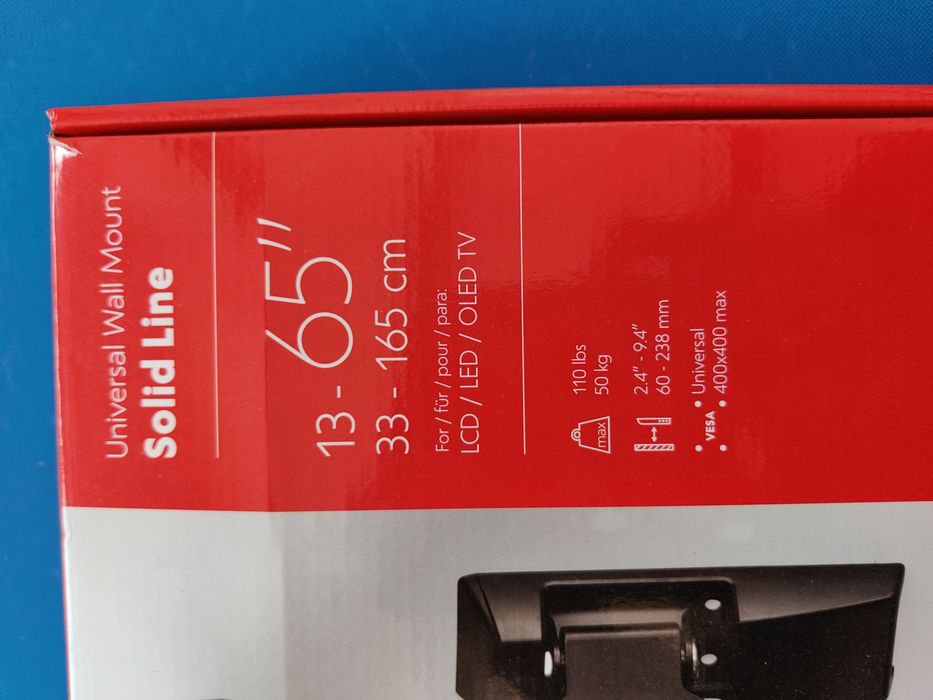 Universal Wall Mount
Solid Line
13 - 65"
33 - 165 cm
For / für / pour / para:
LCD / LED / OLED TV
max
110 lbs
50 kg
2.4" - 9.4"
60 - 238 mm
VESA
Universal
400x400 max